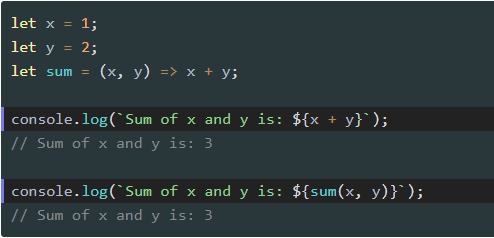 let x = 1;
let y = 2;
let sum = (x, y) => x + y;
console.log(`Sum of x and y is: ${x + y}`);
// Sum of x and y is: 3
console.log(`Sum of x and y is: ${sum(x, y)}`);
// Sum of x and y is: 3